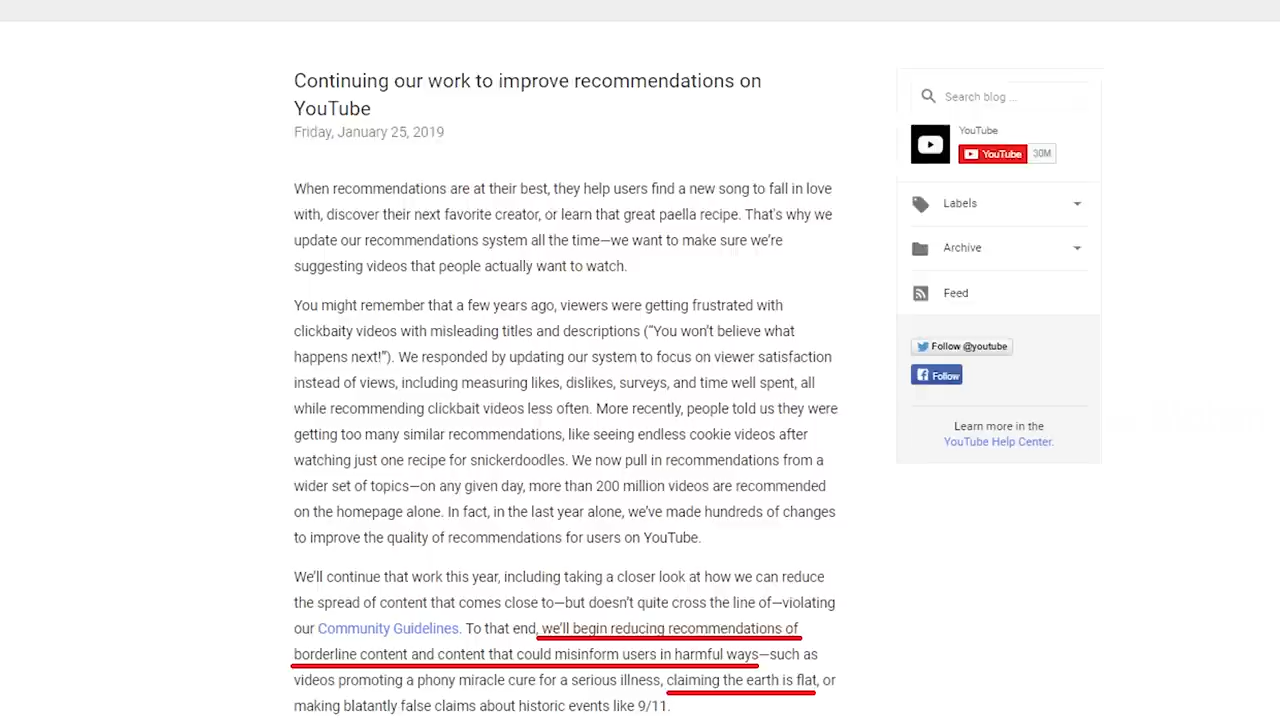 Continuing our work to improve recommendations on
YouTube
Friday, January 25, 2019
When recommendations are at their best, they help users find a new song to fall in love
with, discover their next favorite creator, or learn that great paella recipe. That's why we
update our recommendations system all the time—we want to make sure we're
suggesting videos that people actually want to watch.
You might remember that a few years ago, viewers were getting frustrated with
clickbaity videos with misleading titles and descriptions (“You won't believe what
happens next!”). We responded by updating our system to focus on viewer satisfaction
instead of views, including measuring likes, dislikes, surveys, and time well spent, all
while recommending clickbait videos less often. More recently, people told us they were
getting too many similar recommendations, like seeing endless cookie videos after
watching just one recipe for snickerdoodles. We now pull in recommendations from a
wider set of topics—on any given day, more than 200 million videos are recommended
on the homepage alone. In fact, in the last year alone, we've made hundreds of changes
to improve the quality of recommendations for users on YouTube.
We'll continue that work this year, including taking a closer look at how we can reduce
the spread of content that comes close to—but doesn't quite cross the line of—violating
our Community Guidelines. To that end, we'll begin reducing recommendations of
borderline content and content that could misinform users in harmful ways—such as
videos promoting a phony miracle cure for a serious illness, claiming the earth is flat, or
making blatantly false claims about historic events like 9/11.
Search blog ...
YouTube
YouTube 30M
Labels
Archive
Feed
Follow @youtube
Follow
Learn more in the
YouTube Help Center.